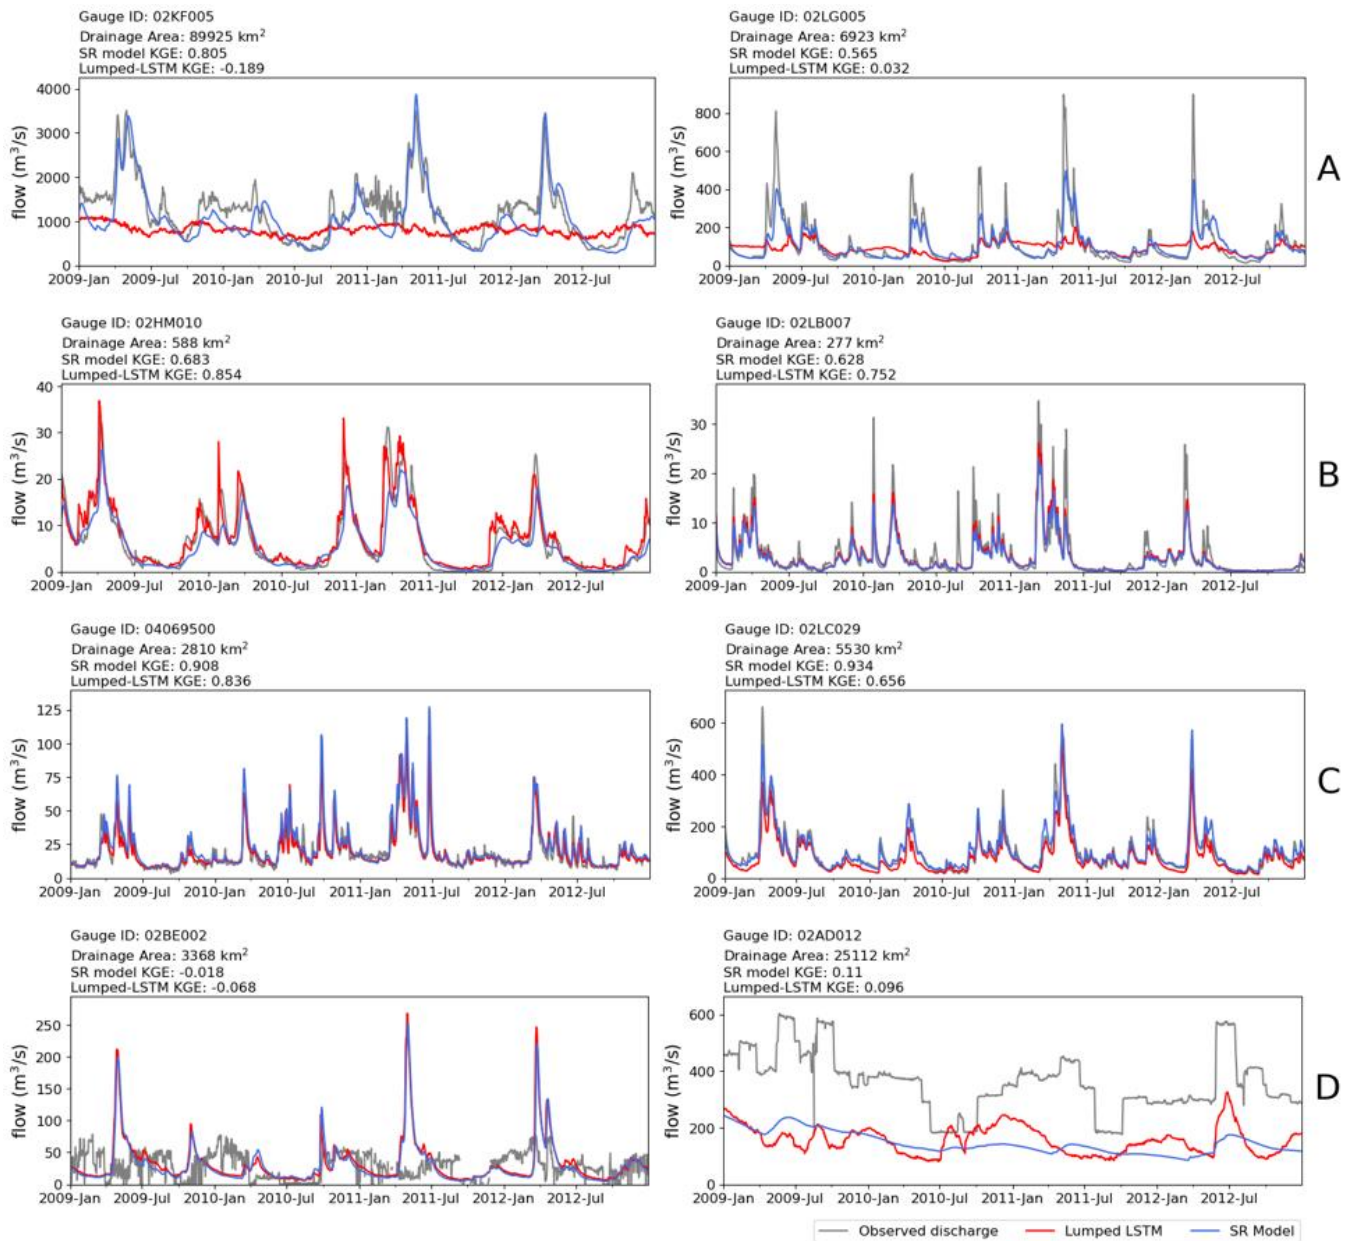 Gauge ID: 02KF005
Drainage Area: 89925 km²
SR model KGE: 0.805
Lumped-LSTM KGE: -0.189
flow (m³/s)
4000
3000
2000
1000
0
2009-Jan 2009-Jul 2010-Jan 2010-Jul 2011-Jan 2011-Jul 2012-Jan 2012-Jul
Gauge ID: 02LG005
Drainage Area: 6923 km²
SR model KGE: 0.565
Lumped-LSTM KGE: 0.032
flow (m³/s)
800
600
400
200
0
2009-Jan 2009-Jul 2010-Jan 2010-Jul 2011-Jan 2011-Jul 2012-Jan 2012-Jul
A
Gauge ID: 02HM010
Drainage Area: 588 km²
SR model KGE: 0.683
Lumped-LSTM KGE: 0.854
flow (m³/s)
40
30
20
10
0
2009-Jan 2009-Jul 2010-Jan 2010-Jul 2011-Jan 2011-Jul 2012-Jan 2012-Jul
Gauge ID: 02LB007
Drainage Area: 277 km²
SR model KGE: 0.628
Lumped-LSTM KGE: 0.752
flow (m³/s)
30
20
10
0
2009-Jan 2009-Jul 2010-Jan 2010-Jul 2011-Jan 2011-Jul 2012-Jan 2012-Jul
B
Gauge ID: 04069500
Drainage Area: 2810 km²
SR model KGE: 0.908
Lumped-LSTM KGE: 0.836
flow (m³/s)
125
100
75
50
25
0
2009-Jan 2009-Jul 2010-Jan 2010-Jul 2011-Jan 2011-Jul 2012-Jan 2012-Jul
Gauge ID: 02LC029
Drainage Area: 5530 km²
SR model KGE: 0.934
Lumped-LSTM KGE: 0.656
flow (m³/s)
600
400
200
0
2009-Jan 2009-Jul 2010-Jan 2010-Jul 2011-Jan 2011-Jul 2012-Jan 2012-Jul
C
Gauge ID: 02BE002
Drainage Area: 3368 km²
SR model KGE: -0.018
Lumped-LSTM KGE: -0.068
flow (m³/s)
250
200
150
100
50
0
2009-Jan 2009-Jul 2010-Jan 2010-Jul 2011-Jan 2011-Jul 2012-Jan 2012-Jul
Gauge ID: 02AD012
Drainage Area: 25112 km²
SR model KGE: 0.11
Lumped-LSTM KGE: 0.096
flow (m³/s)
600
400
200
0
2009-Jan 2009-Jul 2010-Jan 2010-Jul 2011-Jan 2011-Jul 2012-Jan 2012-Jul
D
Observed discharge Lumped LSTM SR Model